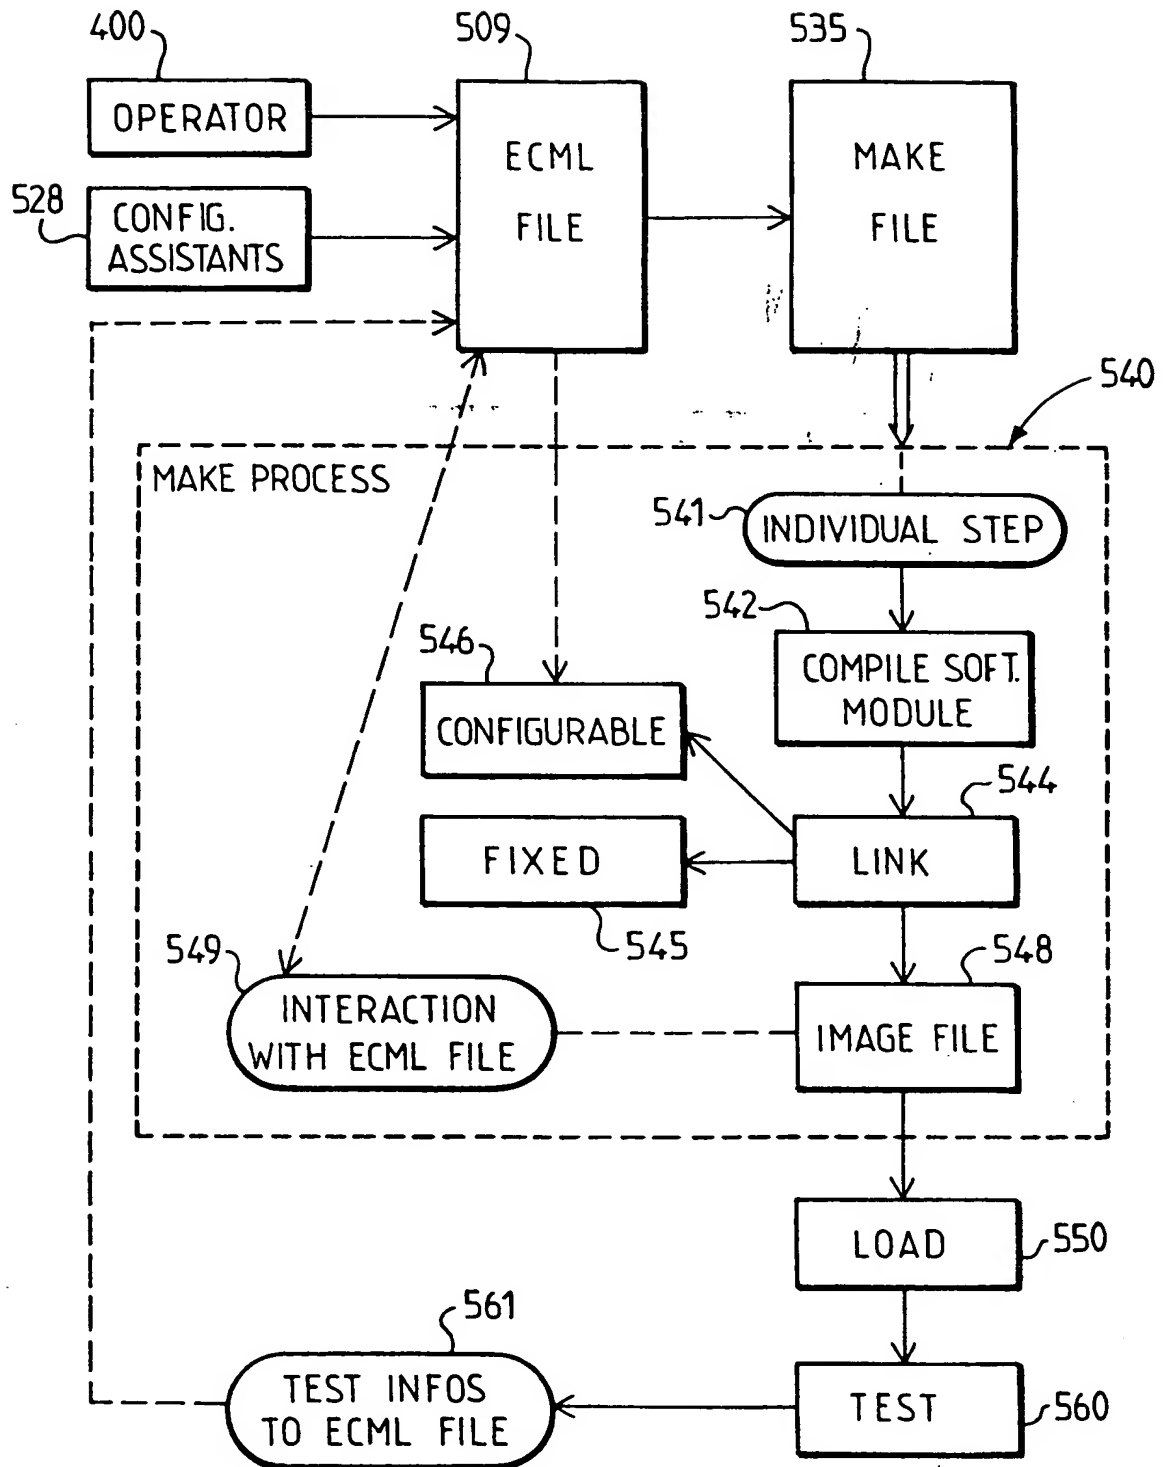 400
509
535
OPERATOR
ECML
FILE
MAKE
FILE
528
CONFIG.
ASSISTANTS
540
MAKE PROCESS
541
INDIVIDUAL STEP
542
COMPILE SOFT.
MODULE
546
CONFIGURABLE
544
LINK
FIXED
545
549
INTERACTION
WITH ECML FILE
548
IMAGE FILE
LOAD
550
561
TEST INFOS
TO ECML FILE
TEST
560